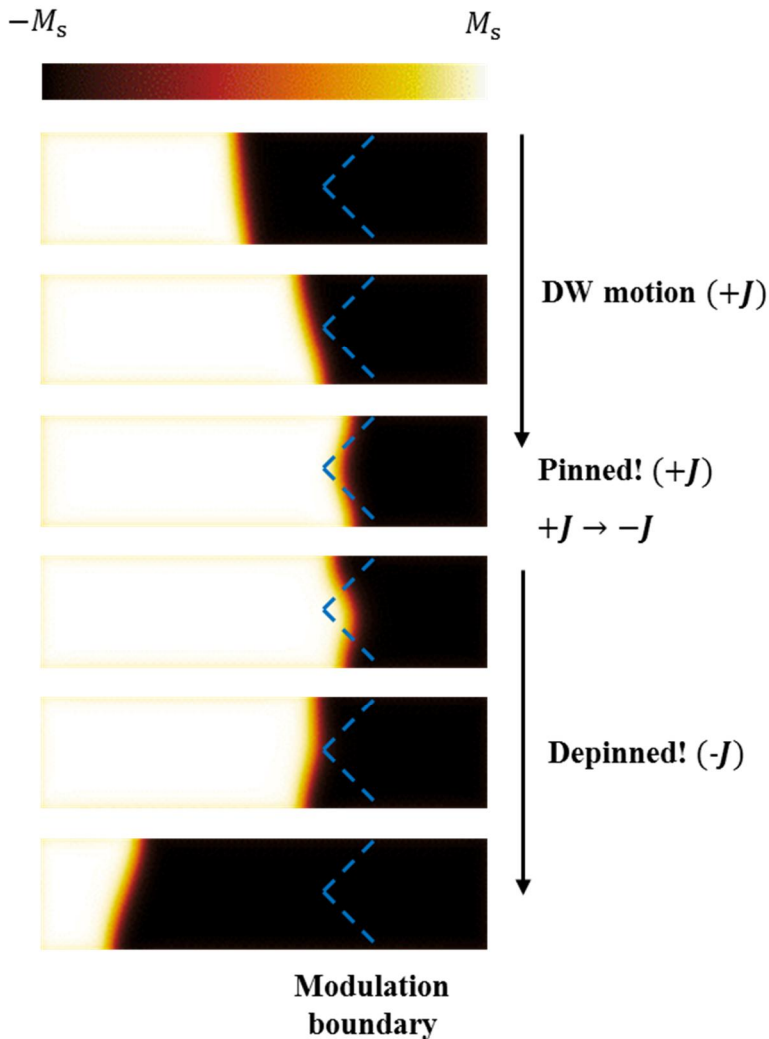 −Mₛ
Mₛ
DW motion (+J)
Pinned! (+J)
+J → −J
Depinned! (-J)
Modulation
boundary